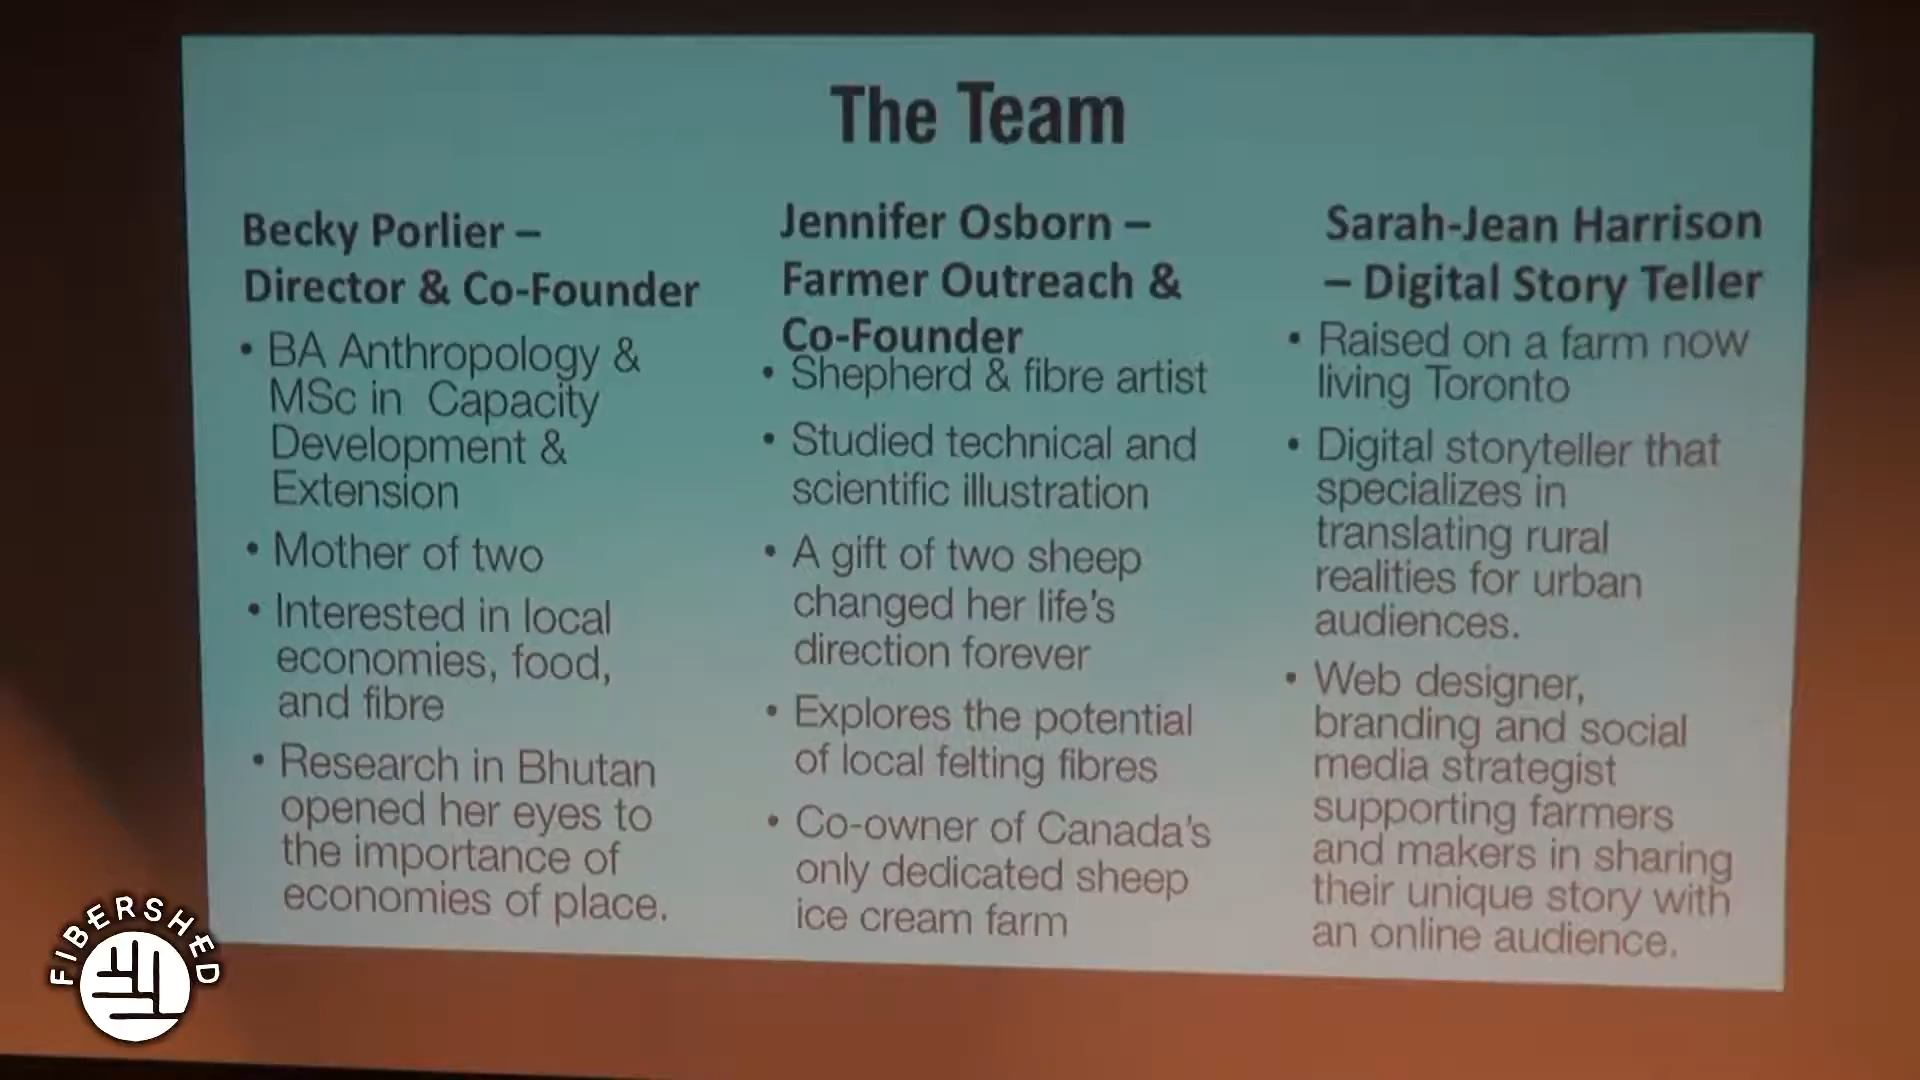 The Team
Becky Porlier –
Director & Co-Founder
• BA Anthropology &
MSc in Capacity
Development &
Extension
• Mother of two
• Interested in local
economies, food,
and fibre
• Research in Bhutan
opened her eyes to
the importance of
economies of place.
Jennifer Osborn –
Farmer Outreach &
Co-Founder
• Shepherd & fibre artist
• Studied technical and
scientific illustration
• A gift of two sheep
changed her life's
direction forever
• Explores the potential
of local felting fibres
• Co-owner of Canada's
only dedicated sheep
ice cream farm
Sarah-Jean Harrison
– Digital Story Teller
• Raised on a farm now
living Toronto
• Digital storyteller that
specializes in
translating rural
realities for urban
audiences.
• Web designer,
branding and social
media strategist
supporting farmers
and makers in sharing
their unique story with
an online audience.
FIBERSHED